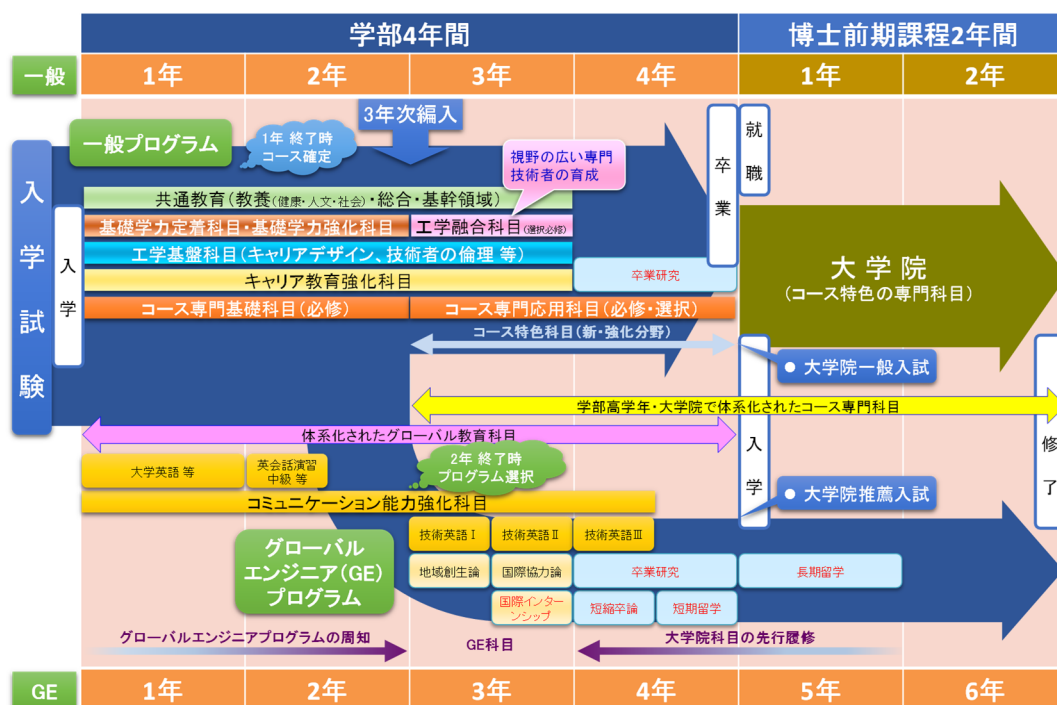 学部4年間
博士前期課程2年間
一般
1年
2年
3年
4年
1年
2年
入学試験
入学
一般プログラム
1年 終了時
コース確定
3年次編入
視野の広い専門
技術者の育成
卒業
就職
共通教育(教養(健康・人文・社会)・総合・基幹領域)
基礎学力定着科目・基礎学力強化科目
工学融合科目(選択必修)
工学基盤科目(キャリアデザイン、技術者の倫理 等)
キャリア教育強化科目
卒業研究
コース専門基礎科目(必修)
コース専門応用科目(必修・選択)
コース特色科目(新・強化分野)
大学院
(コース特色の専門科目)
● 大学院一般入試
学部高学年・大学院で体系化されたコース専門科目
体系化されたグローバル教育科目
入学
修了
大学英語 等
英会話演習
中級 等
2年 終了時
プログラム選択
● 大学院推薦入試
コミュニケーション能力強化科目
グローバル
エンジニア(GE)
プログラム
技術英語Ⅰ
技術英語Ⅱ
技術英語Ⅲ
地域創生論
国際協力論
卒業研究
長期留学
国際インター
ンシップ
短縮卒論
短期留学
グローバルエンジニアプログラムの周知
GE科目
大学院科目の先行履修
GE
1年
2年
3年
4年
5年
6年